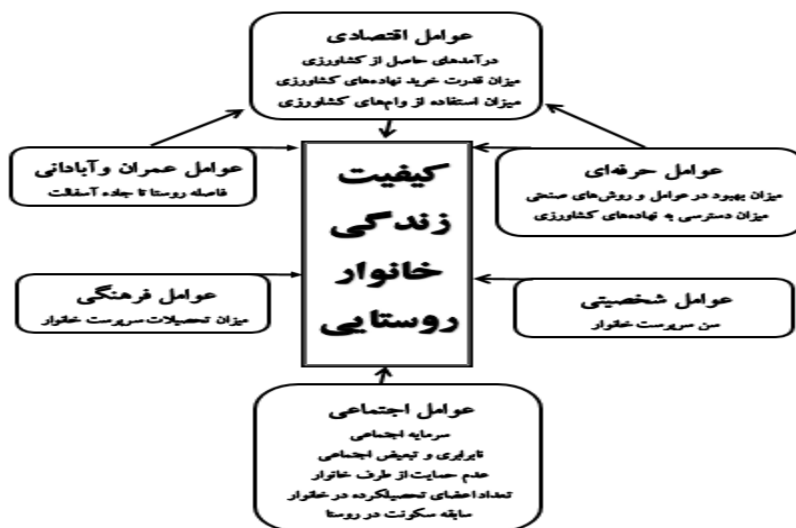 عوامل اقتصادی
درآمدهای حاصل از کشاورزی
میزان قدرت خرید نهاده‌های کشاورزی
میزان استفاده از وام‌های کشاورزی
عوامل حرفه‌ای
میزان بهبود در عوامل و روش‌های صنعتی
میزان دسترسی به نهاده‌های کشاورزی
کیفیت
زندگی
خانوار
روستایی
عوامل عمران وآبادانی
فاصله روستا تا جاده آسفالت
عوامل شخصیتی
سن سرپرست خانوار
عوامل فرهنگی
میزان تحصیلات سرپرست خانوار
عوامل اجتماعی
سرمایه اجتماعی
نابرابری و تبعیض اجتماعی
عدم حمایت از طرف خانوار
تعداد اعضای تحصیلکرده در خانوار
سابقه سکونت در روستا